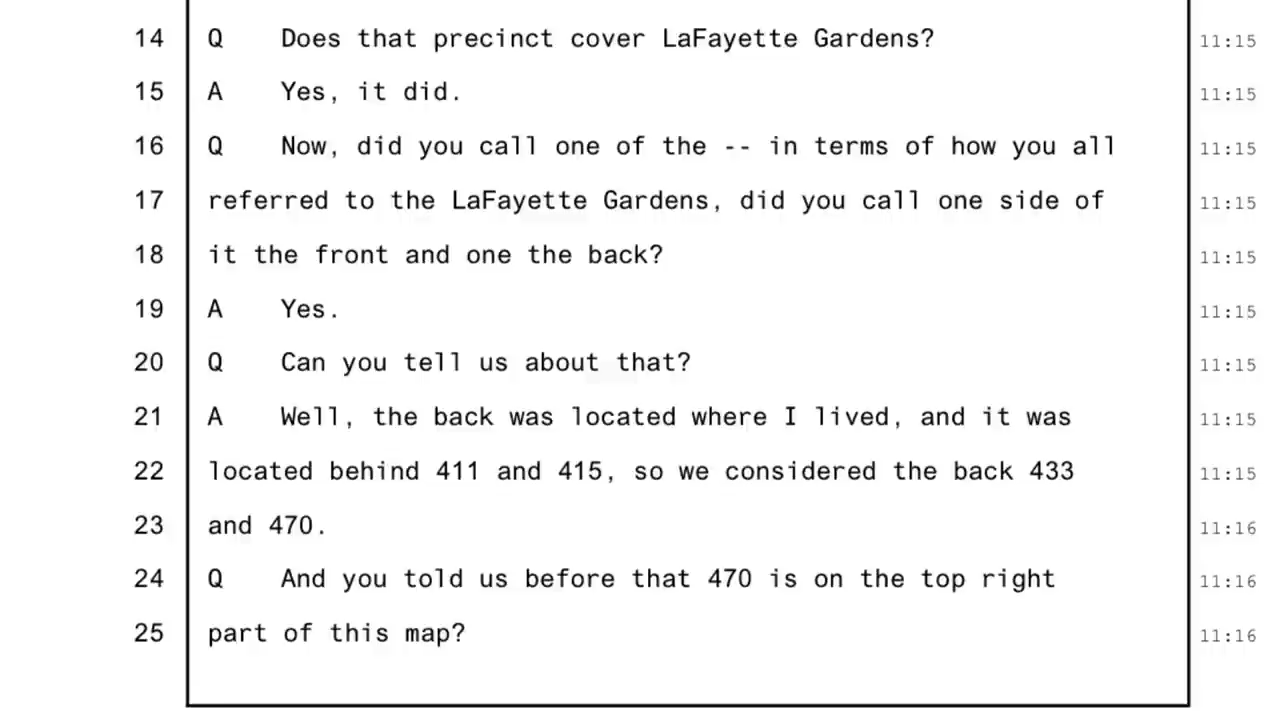 14 Q Does that precinct cover LaFayette Gardens? 11:15
15 A Yes, it did. 11:15
16 Q Now, did you call one of the -- in terms of how you all 11:15
17 referred to the LaFayette Gardens, did you call one side of 11:15
18 it the front and one the back? 11:15
19 A Yes. 11:15
20 Q Can you tell us about that? 11:15
21 A Well, the back was located where I lived, and it was 11:15
22 located behind 411 and 415, so we considered the back 433 11:15
23 and 470. 11:16
24 Q And you told us before that 470 is on the top right 11:16
25 part of this map? 11:16